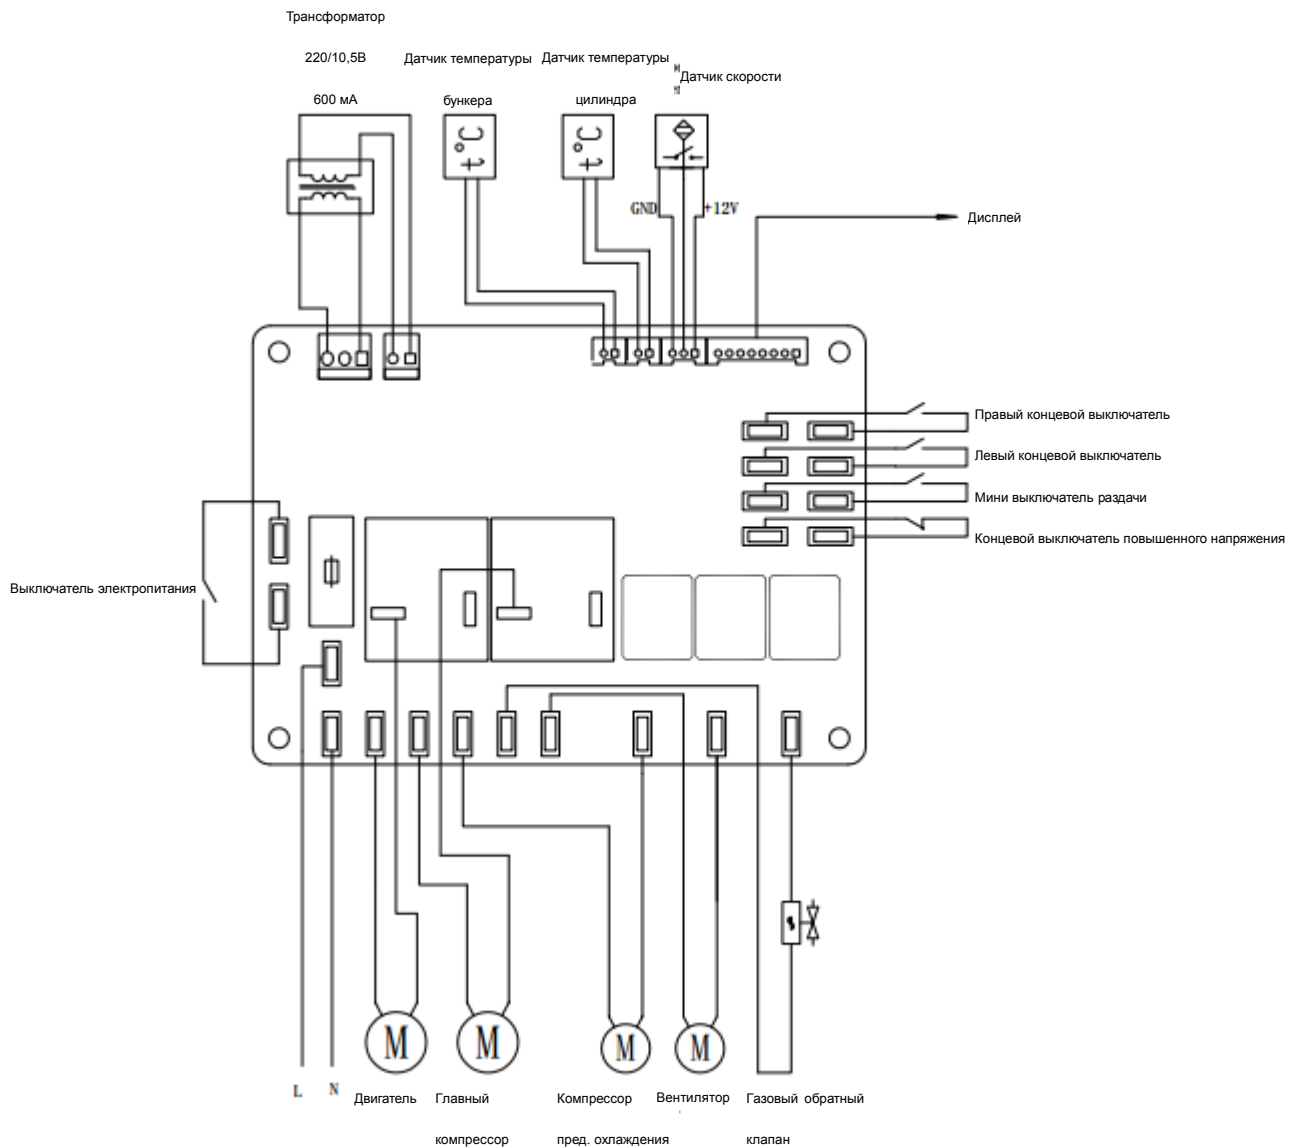 Трансформатор
220/10,5В
600 мА
Датчик температуры
бункера
Датчик температуры
цилиндра
Датчик скорости
t°C
t°C
GND
+12V
Дисплей
Правый концевой выключатель
Левый концевой выключатель
Мини выключатель раздачи
Концевой выключатель повышенного напряжения
Выключатель электропитания
M
M
M
M
L
N
Двигатель
Главный
компрессор
Компрессор
пред. охлаждения
Вентилятор
Газовый обратный
клапан